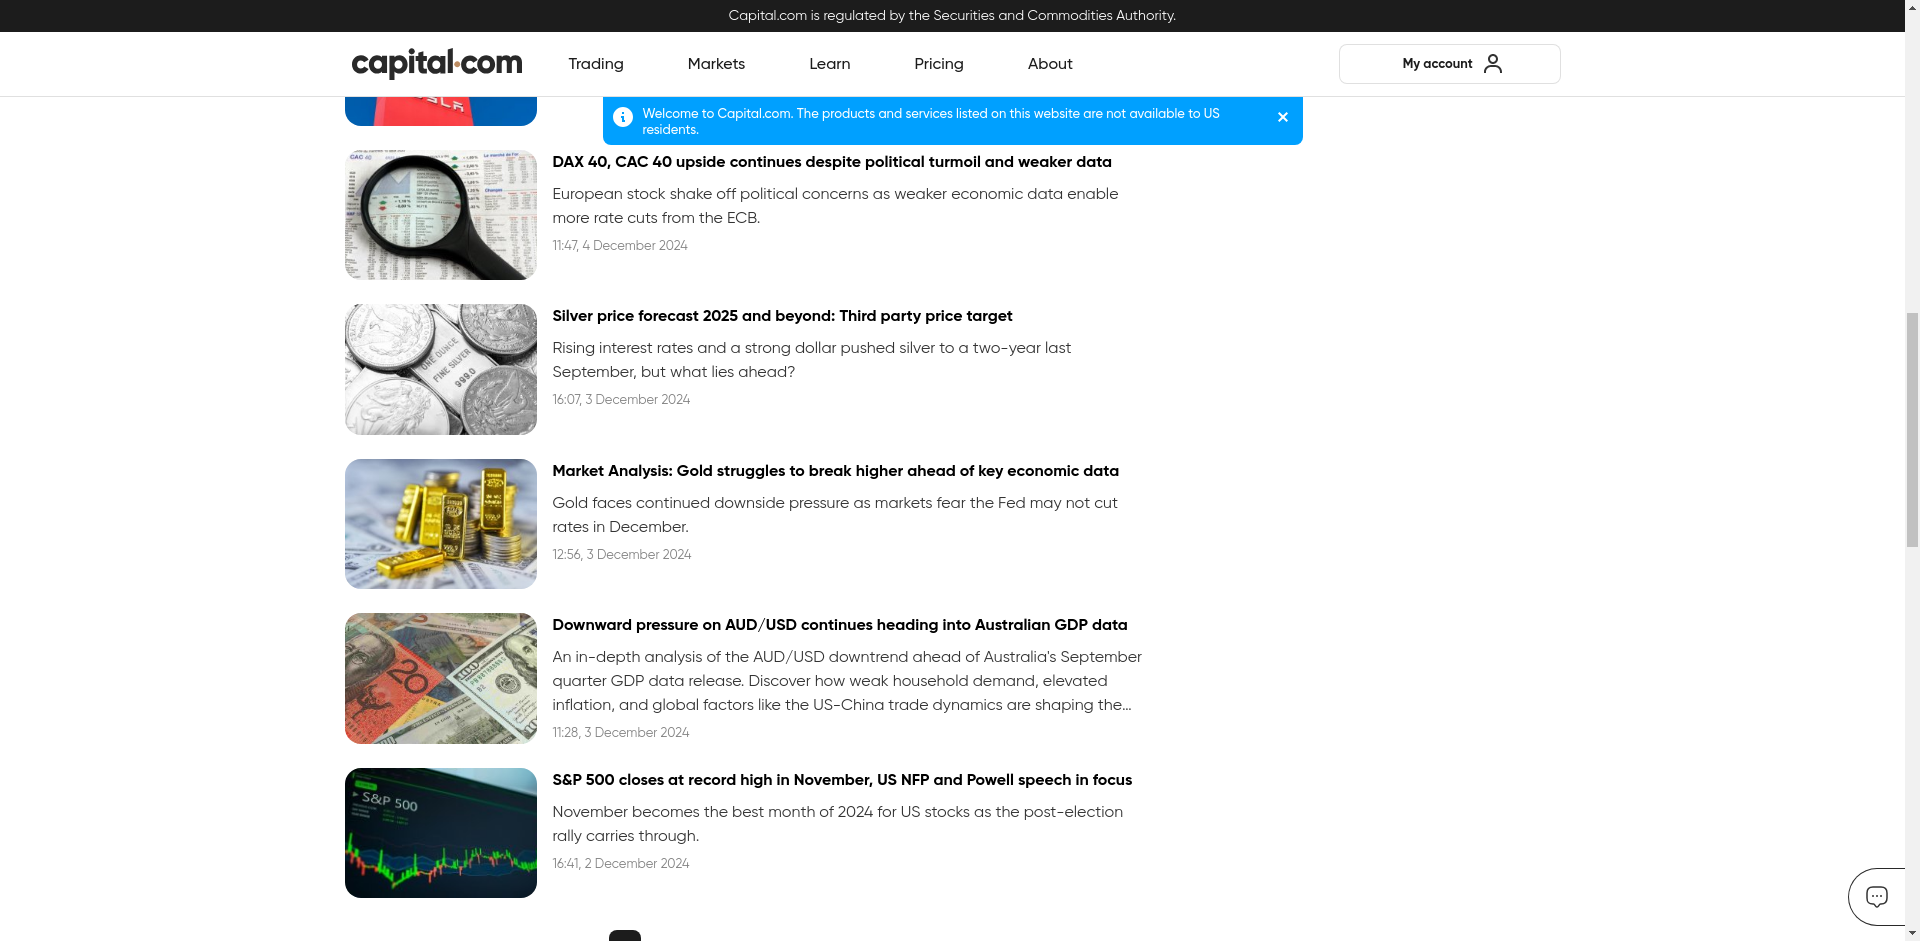 Capital.com is regulated by the Securities and Commodities Authority.
capital.com
Trading
Markets
Learn
Pricing
About
My account
Welcome to Capital.com. The products and services listed on this website are not available to US
residents.
DAX 40, CAC 40 upside continues despite political turmoil and weaker data
European stock shake off political concerns as weaker economic data enable
more rate cuts from the ECB.
11:47, 4 December 2024
CAC 40
Silver price forecast 2025 and beyond: Third party price target
Rising interest rates and a strong dollar pushed silver to a two-year last
September, but what lies ahead?
16:07, 3 December 2024
ONE OUNCE
FINE SILVER
999.0
Market Analysis: Gold struggles to break higher ahead of key economic data
Gold faces continued downside pressure as markets fear the Fed may not cut
rates in December.
12:56, 3 December 2024
Downward pressure on AUD/USD continues heading into Australian GDP data
An in-depth analysis of the AUD/USD downtrend ahead of Australia's September
quarter GDP data release. Discover how weak household demand, elevated
inflation, and global factors like the US-China trade dynamics are shaping the...
11:28, 3 December 2024
20
100
S&P 500 closes at record high in November, US NFP and Powell speech in focus
November becomes the best month of 2024 for US stocks as the post-election
rally carries through.
16:41, 2 December 2024
S&P 500